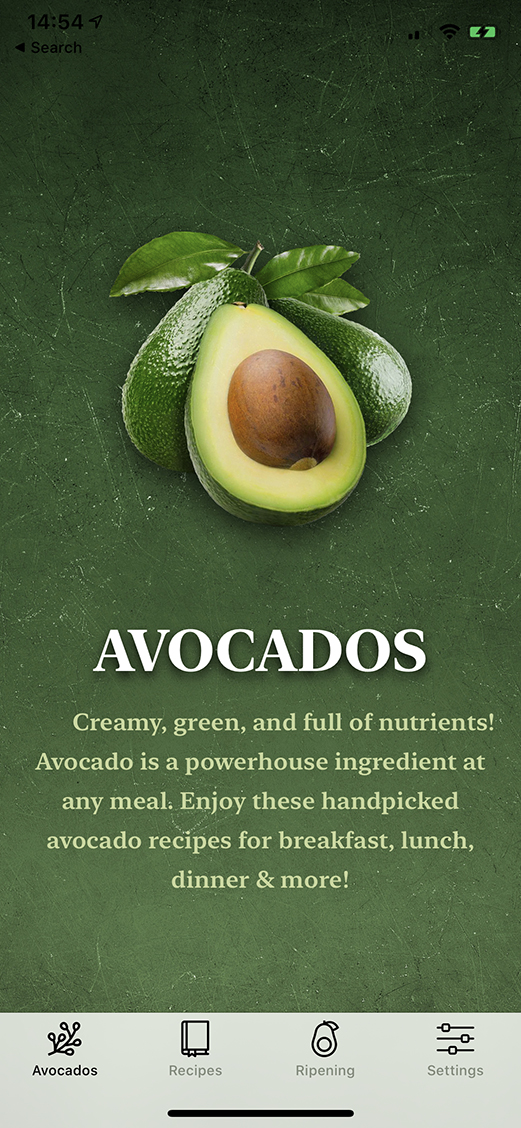 14:54
◀ Search
AVOCADOS
Creamy, green, and full of nutrients!
Avocado is a powerhouse ingredient at
any meal. Enjoy these handpicked
avocado recipes for breakfast, lunch,
dinner & more!
Avocados Recipes Ripening Settings